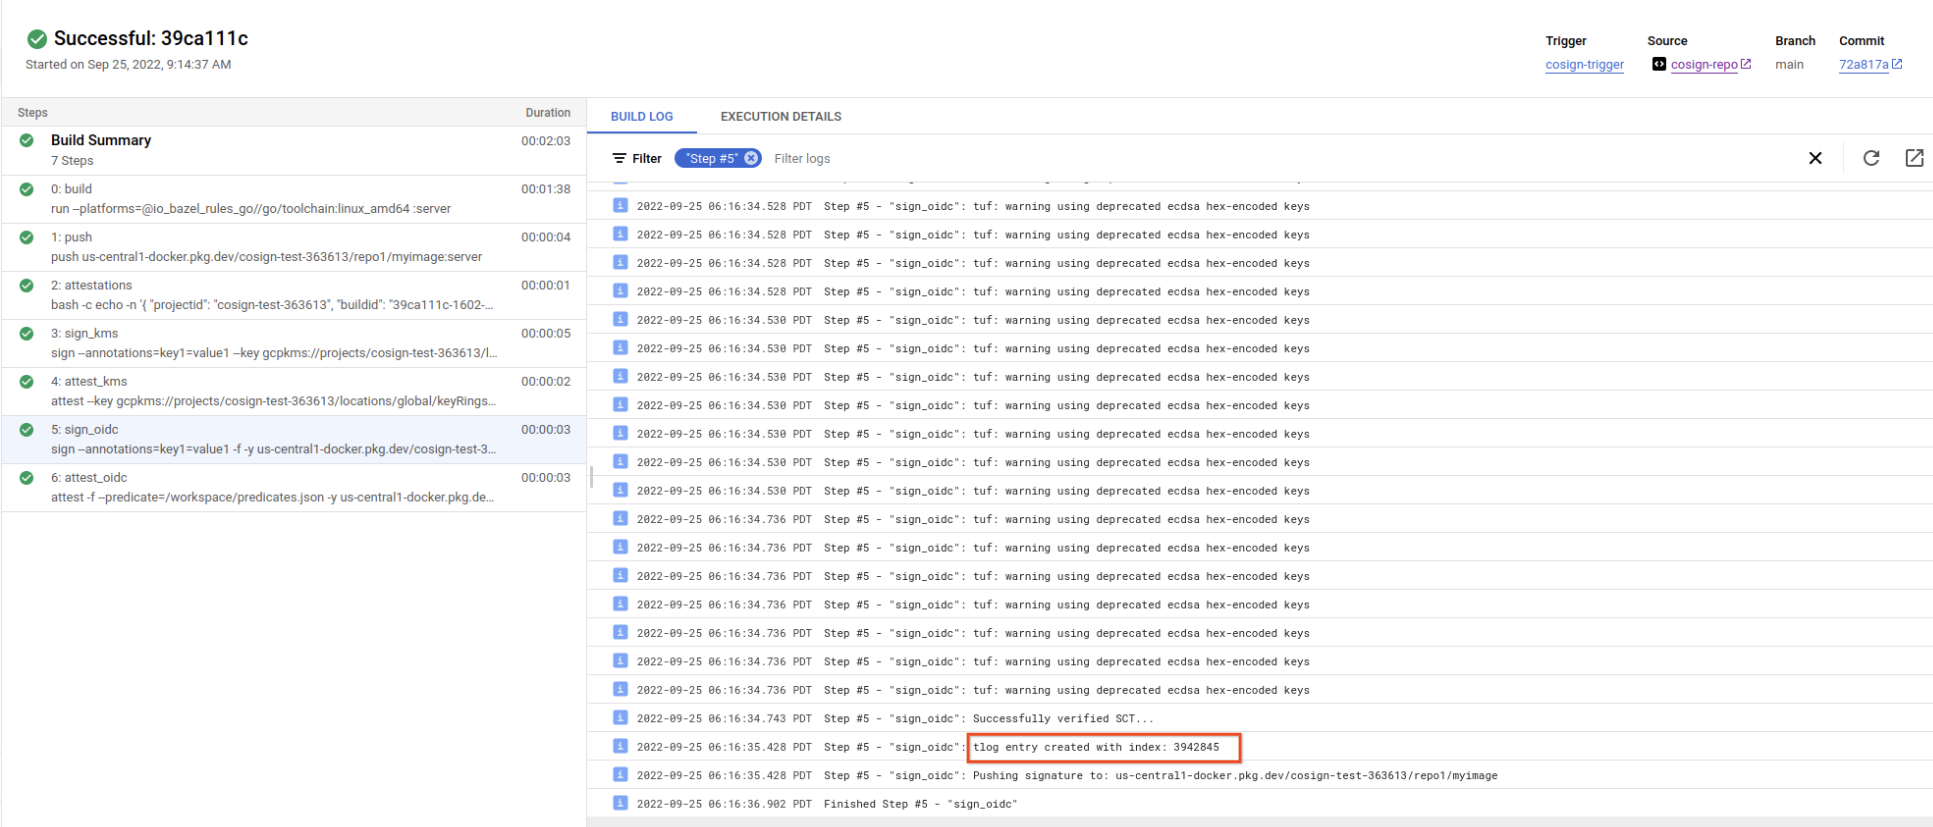 Successful: 39ca111c
Started on Sep 25, 2022, 9:14:37 AM
Trigger
cosign-trigger
Source
cosign-repo
Branch
main
Commit
72a817a
Steps
Duration
Build Summary
00:02:03
7 Steps
0: build
00:01:38
run --platforms=@io_bazel_rules_go//go/toolchain:linux_amd64 :server
1: push
00:00:04
push us-central1-docker.pkg.dev/cosign-test-363613/repo1/myimage:server
2: attestations
00:00:01
bash -c echo -n '{ "projectid": "cosign-test-363613", "buildid": "39ca111c-1602-...
3: sign_kms
00:00:05
sign --annotations=key1=value1 --key gcpkms://projects/cosign-test-363613/l...
4: attest_kms
00:00:02
attest --key gcpkms://projects/cosign-test-363613/locations/global/keyRings...
5: sign_oidc
00:00:03
sign --annotations=key1=value1 -f -y us-central1-docker.pkg.dev/cosign-test-3...
6: attest_oidc
00:00:03
attest -f --predicate=/workspace/predicates.json -y us-central1-docker.pkg.de...
BUILD LOG
EXECUTION DETAILS
Filter
"Step #5"
Filter logs
2022-09-25 06:16:34.528 PDT Step #5 - "sign_oidc": tuf: warning using deprecated ecdsa hex-encoded keys
2022-09-25 06:16:34.528 PDT Step #5 - "sign_oidc": tuf: warning using deprecated ecdsa hex-encoded keys
2022-09-25 06:16:34.528 PDT Step #5 - "sign_oidc": tuf: warning using deprecated ecdsa hex-encoded keys
2022-09-25 06:16:34.528 PDT Step #5 - "sign_oidc": tuf: warning using deprecated ecdsa hex-encoded keys
2022-09-25 06:16:34.530 PDT Step #5 - "sign_oidc": tuf: warning using deprecated ecdsa hex-encoded keys
2022-09-25 06:16:34.530 PDT Step #5 - "sign_oidc": tuf: warning using deprecated ecdsa hex-encoded keys
2022-09-25 06:16:34.530 PDT Step #5 - "sign_oidc": tuf: warning using deprecated ecdsa hex-encoded keys
2022-09-25 06:16:34.530 PDT Step #5 - "sign_oidc": tuf: warning using deprecated ecdsa hex-encoded keys
2022-09-25 06:16:34.530 PDT Step #5 - "sign_oidc": tuf: warning using deprecated ecdsa hex-encoded keys
2022-09-25 06:16:34.530 PDT Step #5 - "sign_oidc": tuf: warning using deprecated ecdsa hex-encoded keys
2022-09-25 06:16:34.530 PDT Step #5 - "sign_oidc": tuf: warning using deprecated ecdsa hex-encoded keys
2022-09-25 06:16:34.736 PDT Step #5 - "sign_oidc": tuf: warning using deprecated ecdsa hex-encoded keys
2022-09-25 06:16:34.736 PDT Step #5 - "sign_oidc": tuf: warning using deprecated ecdsa hex-encoded keys
2022-09-25 06:16:34.736 PDT Step #5 - "sign_oidc": tuf: warning using deprecated ecdsa hex-encoded keys
2022-09-25 06:16:34.736 PDT Step #5 - "sign_oidc": tuf: warning using deprecated ecdsa hex-encoded keys
2022-09-25 06:16:34.736 PDT Step #5 - "sign_oidc": tuf: warning using deprecated ecdsa hex-encoded keys
2022-09-25 06:16:34.736 PDT Step #5 - "sign_oidc": tuf: warning using deprecated ecdsa hex-encoded keys
2022-09-25 06:16:34.736 PDT Step #5 - "sign_oidc": tuf: warning using deprecated ecdsa hex-encoded keys
2022-09-25 06:16:34.743 PDT Step #5 - "sign_oidc": Successfully verified SCT...
2022-09-25 06:16:35.428 PDT Step #5 - "sign_oidc": tlog entry created with index: 3942845
2022-09-25 06:16:35.428 PDT Step #5 - "sign_oidc": Pushing signature to: us-central1-docker.pkg.dev/cosign-test-363613/repo1/myimage
2022-09-25 06:16:36.902 PDT Finished Step #5 - "sign_oidc"